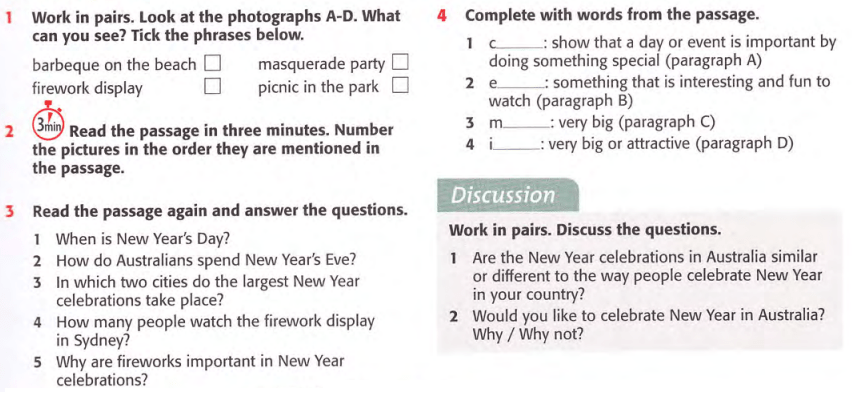 1 Work in pairs. Look at the photographs A-D. What
can you see? Tick the phrases below.
barbeque on the beach
masquerade party
firework display
picnic in the park
3min
2 Read the passage in three minutes. Number
the pictures in the order they are mentioned in
the passage.
3 Read the passage again and answer the questions.
1 When is New Year's Day?
2 How do Australians spend New Year's Eve?
3 In which two cities do the largest New Year
celebrations take place?
4 How many people watch the firework display
in Sydney?
5 Why are fireworks important in New Year
celebrations?
4 Complete with words from the passage.
1 c______: show that a day or event is important by
doing something special (paragraph A)
2 e______: something that is interesting and fun to
watch (paragraph B)
3 m______: very big (paragraph C)
4 i______: very big or attractive (paragraph D)
Discussion
Work in pairs. Discuss the questions.
1 Are the New Year celebrations in Australia similar
or different to the way people celebrate New Year
in your country?
2 Would you like to celebrate New Year in Australia?
Why / Why not?